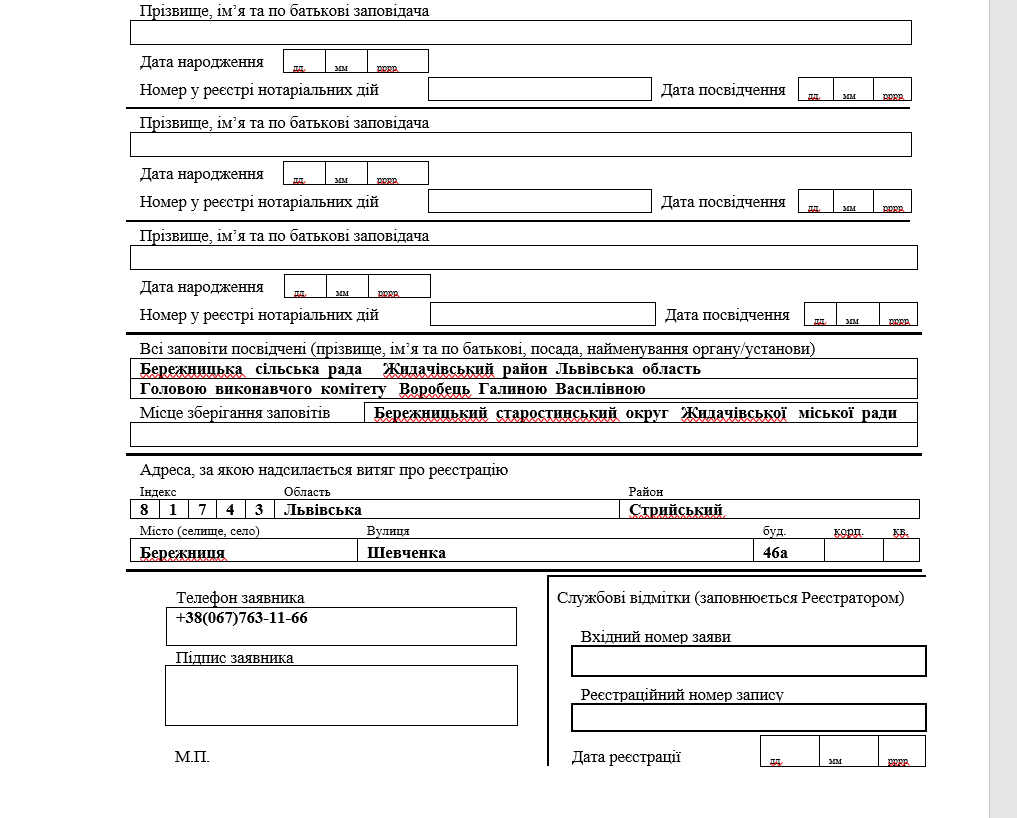 Прізвище, ім’я та по батькові заповідача
Дата народження дд. мм рррр.
Номер у реєстрі нотаріальних дій Дата посвідчення дд. мм рррр.
Прізвище, ім’я та по батькові заповідача
Дата народження дд. мм рррр.
Номер у реєстрі нотаріальних дій Дата посвідчення дд. мм рррр.
Прізвище, ім’я та по батькові заповідача
Дата народження дд. мм рррр.
Номер у реєстрі нотаріальних дій Дата посвідчення дд. мм рррр.
Всі заповіти посвідчені (прізвище, ім’я та по батькові, посада, найменування органу/установи)
Бережницька сільська рада Жидачівський район Львівська область
Головою виконавчого комітету Воробець Галиною Василівною
Місце зберігання заповітів Бережницький старостинський округ Жидачівської міської ради
Адреса, за якою надсилається витяг про реєстрацію
Індекс Область Район
8 1 7 4 3 Львівська Стрийський
Місто (селище, село) Вулиця буд. корп. кв.
Бережниця Шевченка 46а
Телефон заявника
+38(067)763-11-66
Підпис заявника
М.П.
Службові відмітки (заповнюється Реєстратором)
Вхідний номер заяви
Реєстраційний номер запису
Дата реєстрації дд. мм рррр.